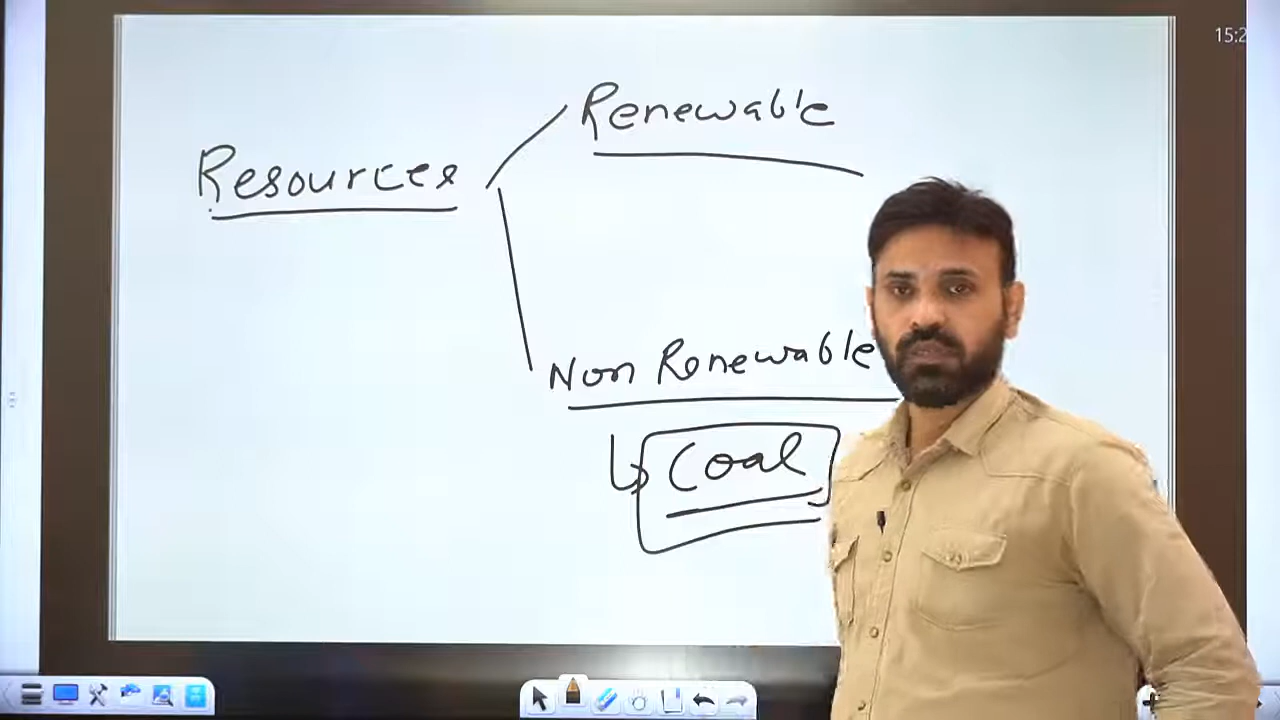 15:2
Renewable
Resources
Non Renewable
Coal